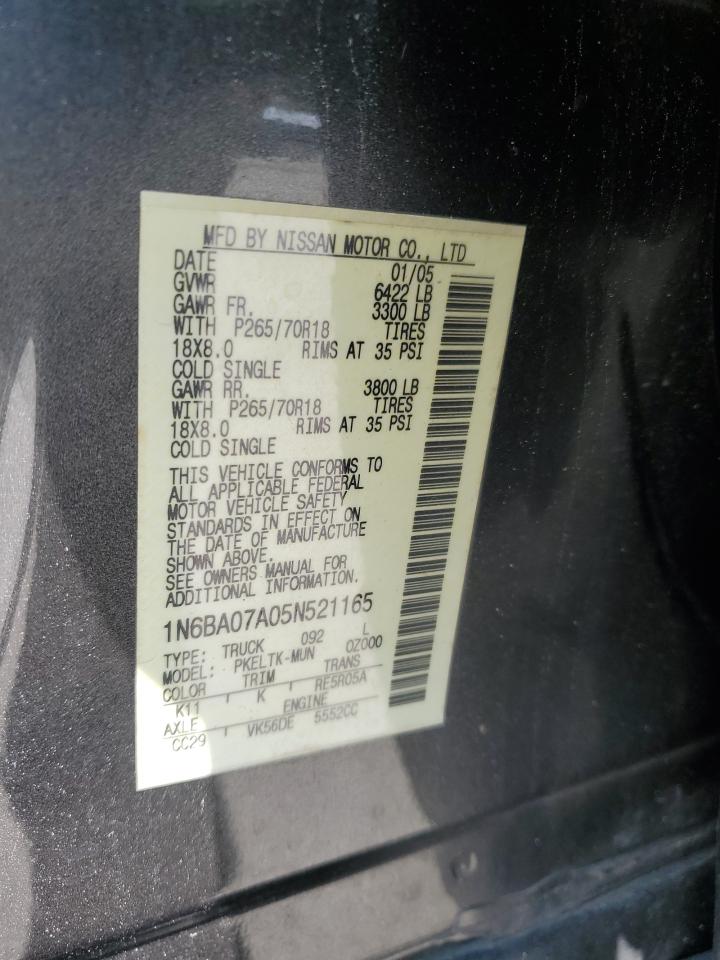 MFD BY NISSAN MOTOR CO., LTD
DATE 01/05
GVWR 6422 LB
GAWR FR. 3300 LB
WITH P265/70R18 TIRES
18X8.0 RIMS AT 35 PSI
COLD SINGLE
GAWR RR. 3800 LB
WITH P265/70R18 TIRES
18X8.0 RIMS AT 35 PSI
COLD SINGLE
THIS VEHICLE CONFORMS TO
ALL APPLICABLE FEDERAL
MOTOR VEHICLE SAFETY
STANDARDS IN EFFECT ON
THE DATE OF MANUFACTURE
SHOWN ABOVE.
SEE OWNERS MANUAL FOR
ADDITIONAL INFORMATION.
1N6BA07A05N521165
TYPE: TRUCK 092 L
MODEL: PKELTK-MUN 0Z000
COLOR TRIM TRANS
K11 K RE5R05A
AXLE ENGINE
CC29 VK56DE 5552CC